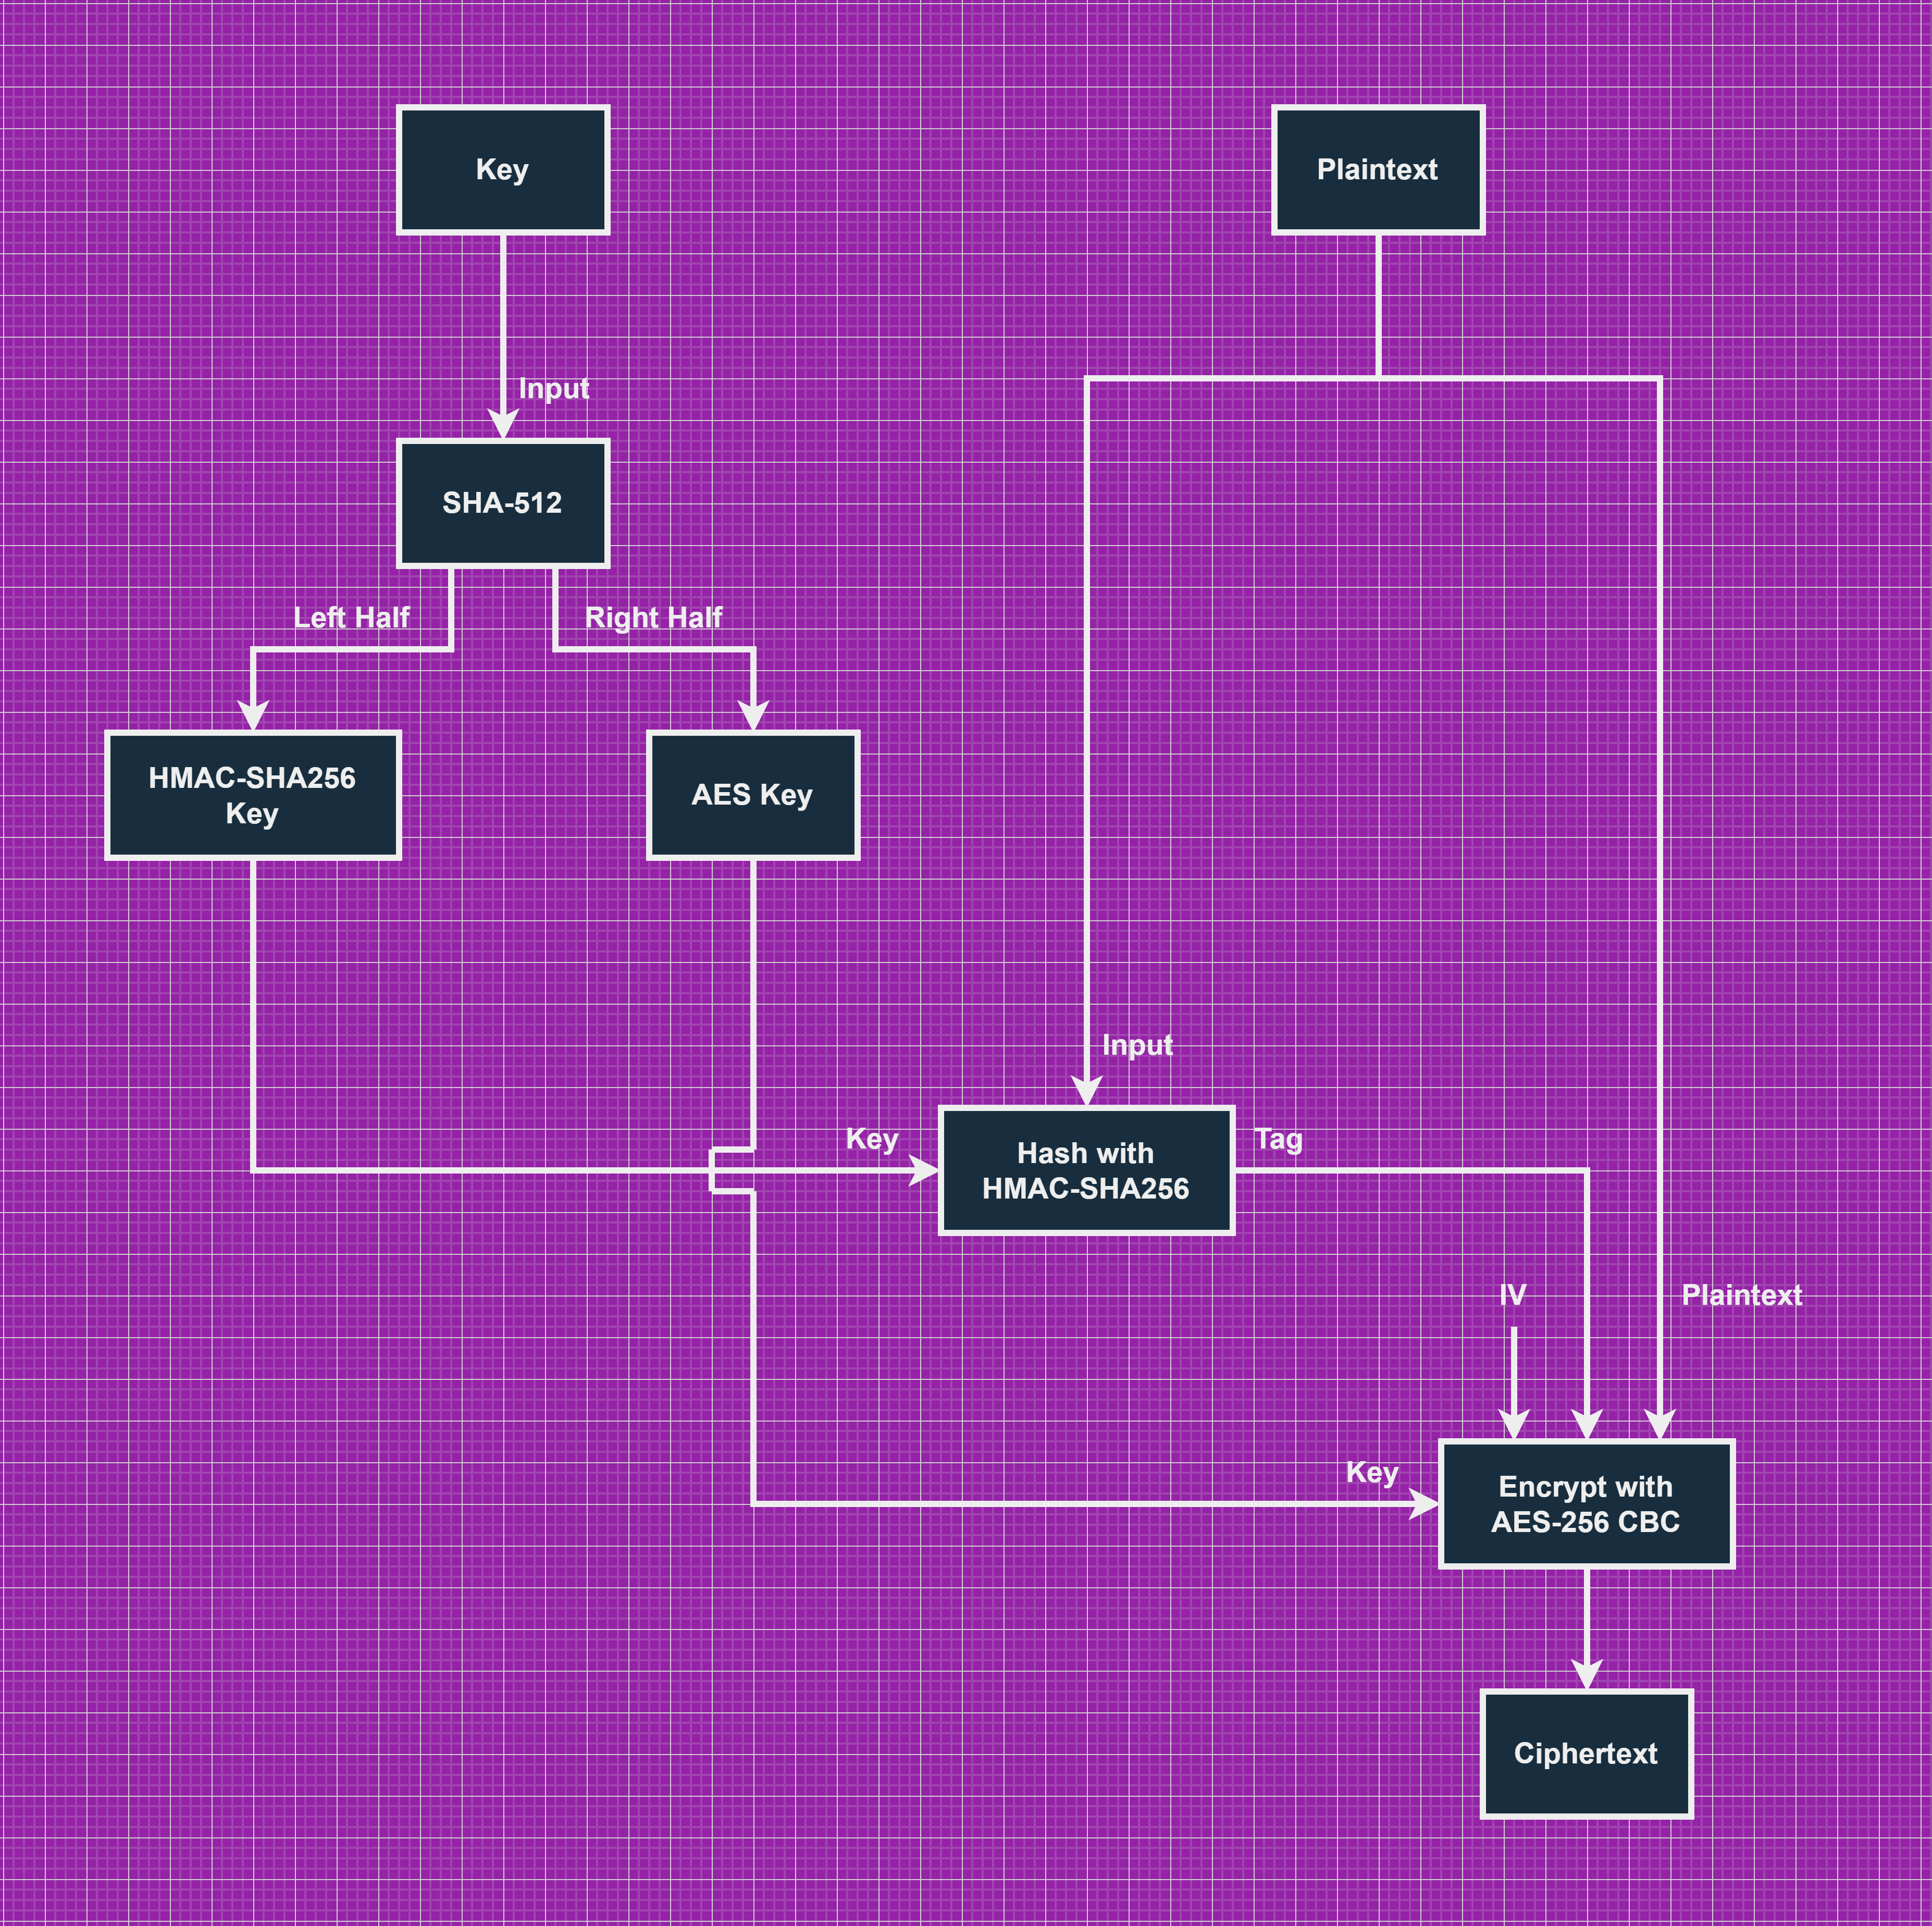 Key
Plaintext
Input
SHA-512
Left Half
Right Half
HMAC-SHA256
Key
AES Key
Input
Key
Hash with
HMAC-SHA256
Tag
IV
Plaintext
Key
Encrypt with
AES-256 CBC
Ciphertext